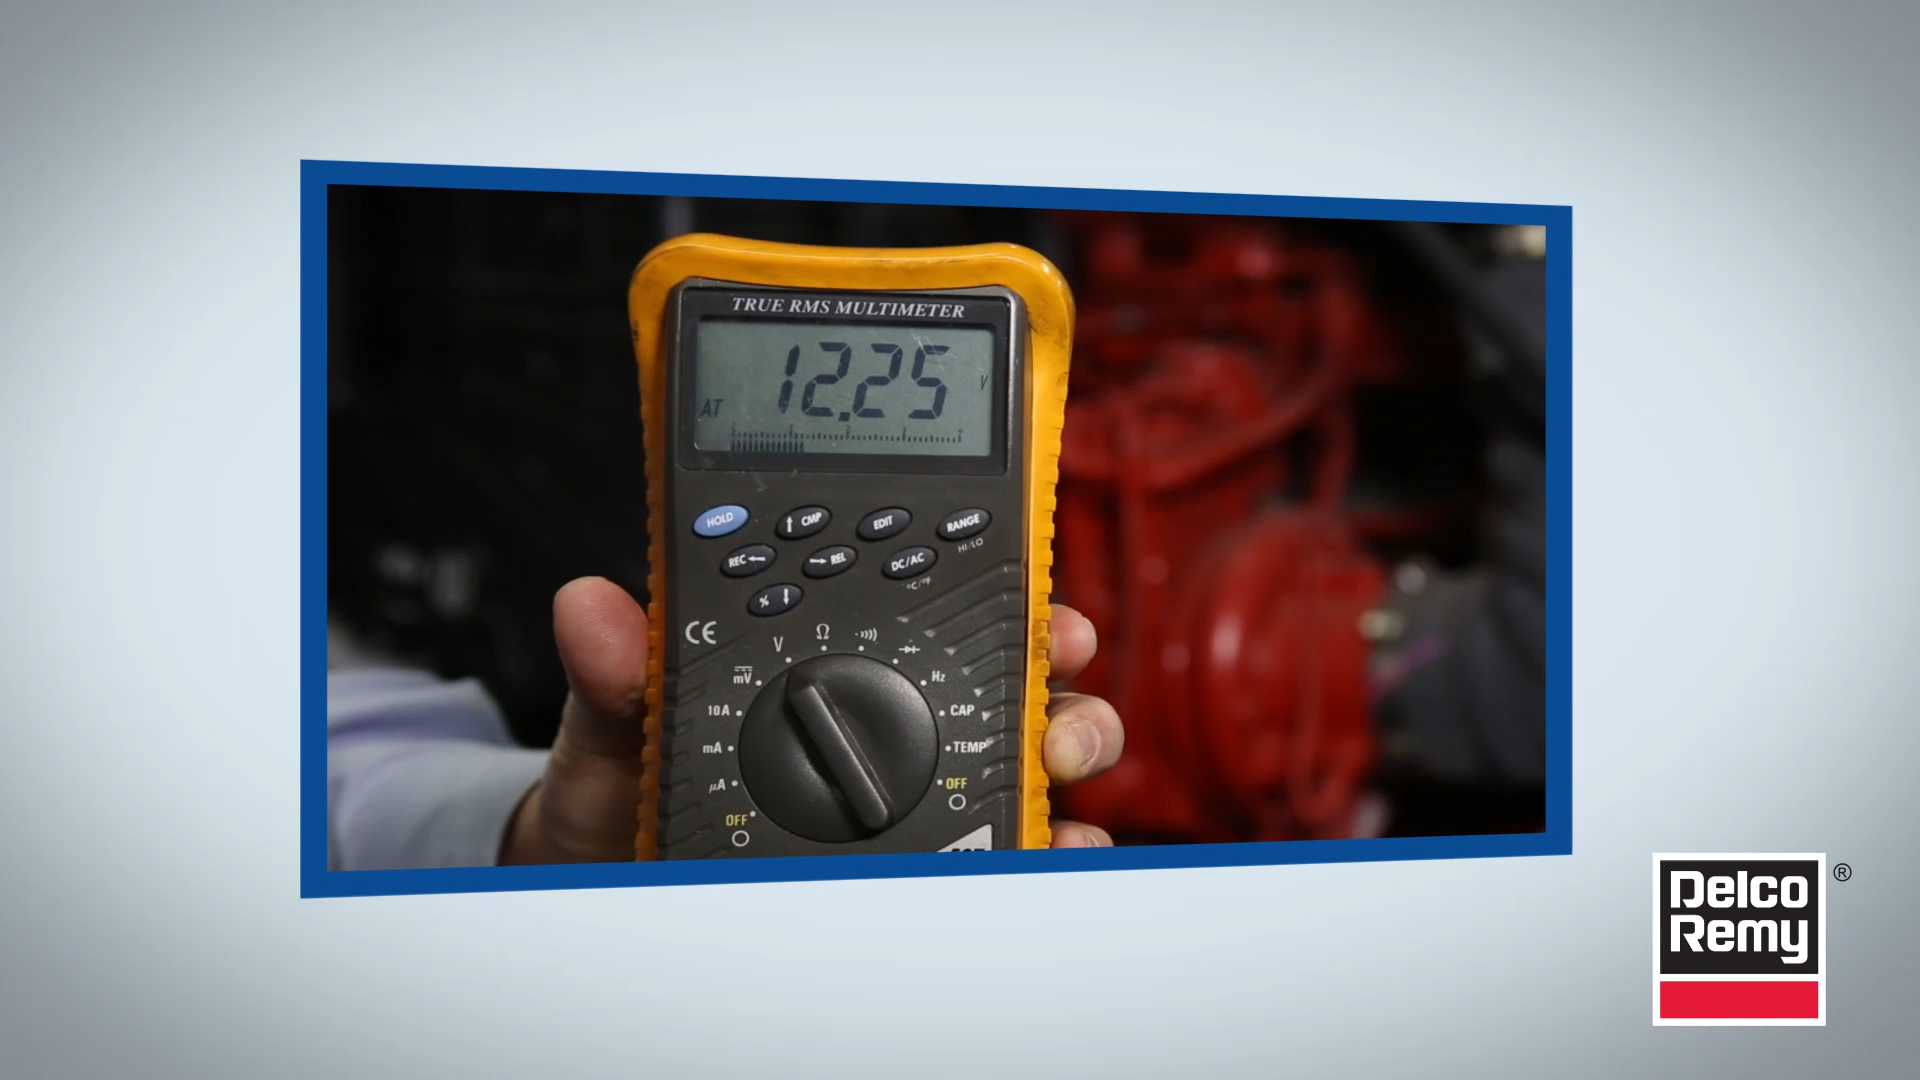 TRUE RMS MULTIMETER
12.25 V
AT
HOLD
↑ CMP
EDIT
RANGE
HI/LO
REC ←
→ REL
DC/AC
°C/°F
% ↓
CE
V
Ω
mV
Hz
10A
CAP
mA
TEMP
µA
OFF
OFF
Delco
Remy
®